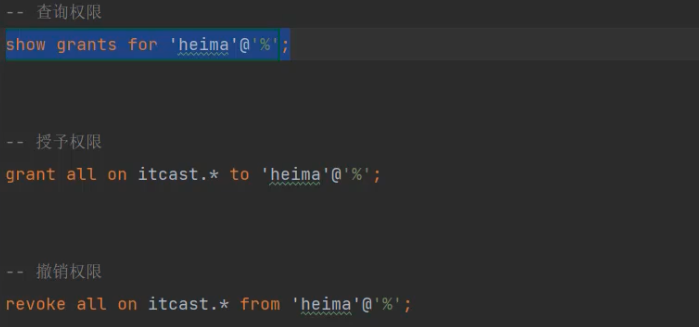 -- 查询权限
show grants for 'heima'@'%';
-- 授予权限
grant all on itcast.* to 'heima'@'%';
-- 撤销权限
revoke all on itcast.* from 'heima'@'%';